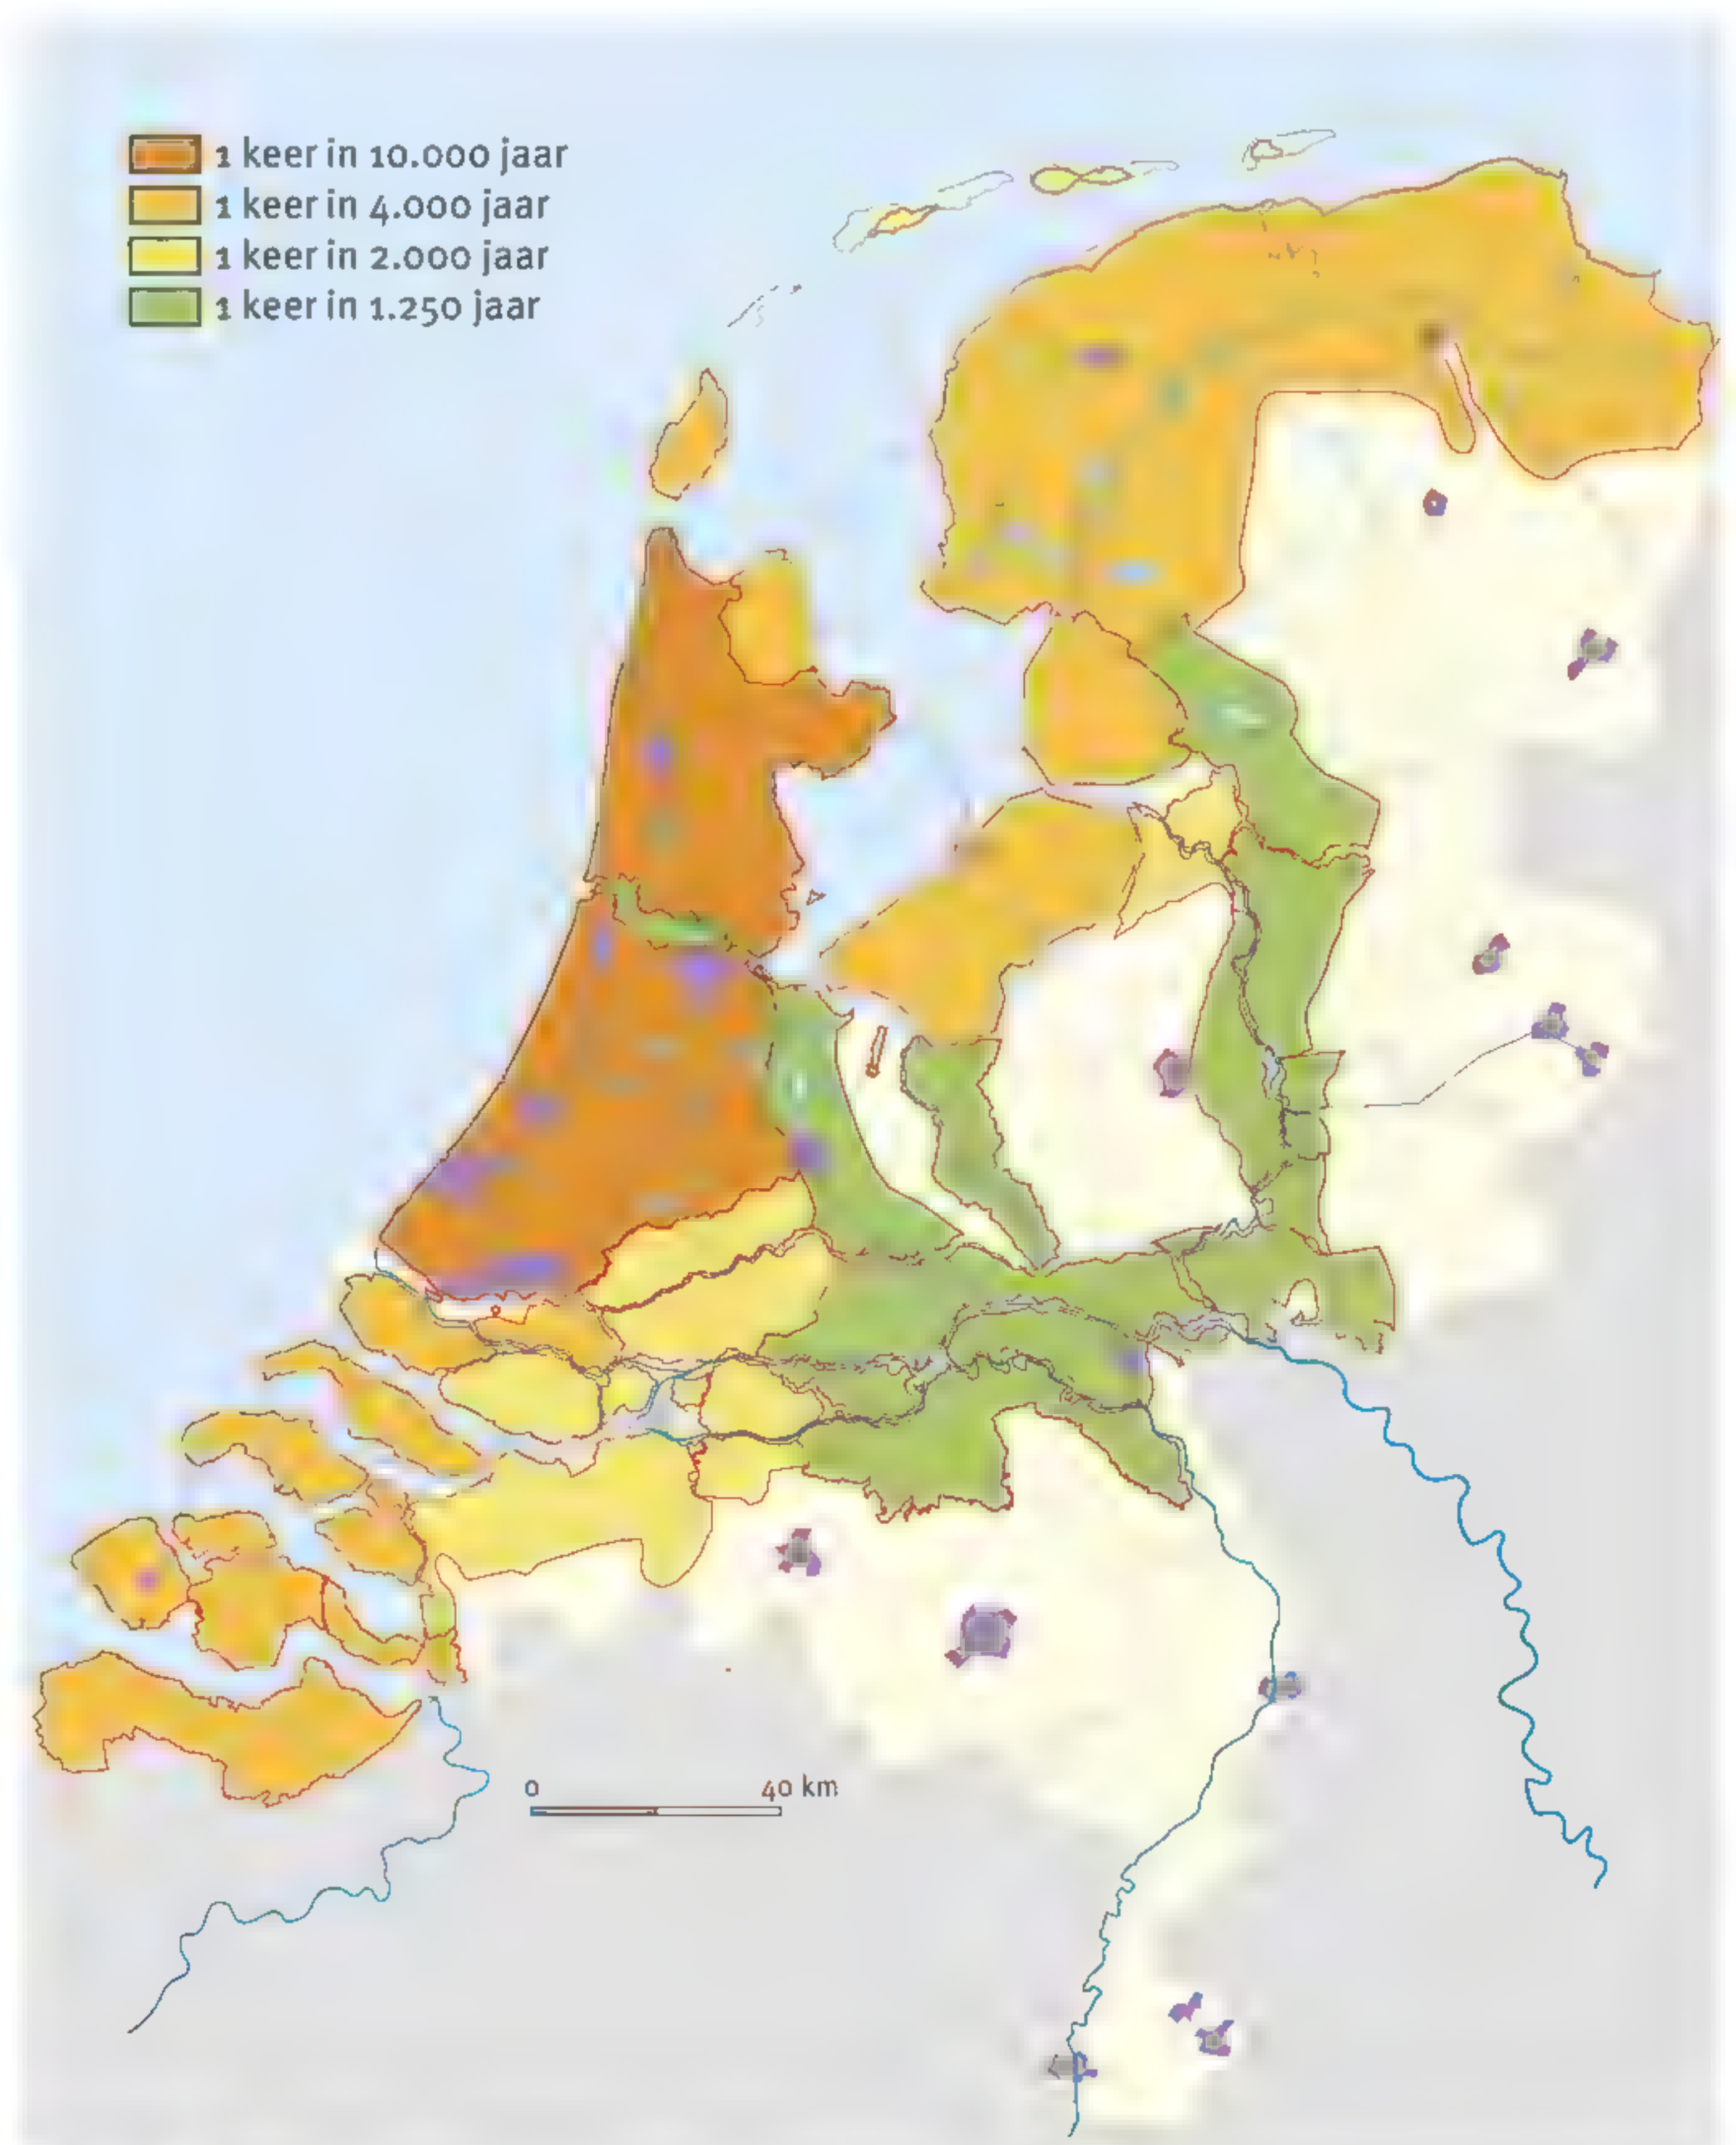 1 keer in 10.000 jaar
1 keer in 4.000 jaar
1 keer in 2.000 jaar
1 keer in 1.250 jaar
0 40 km